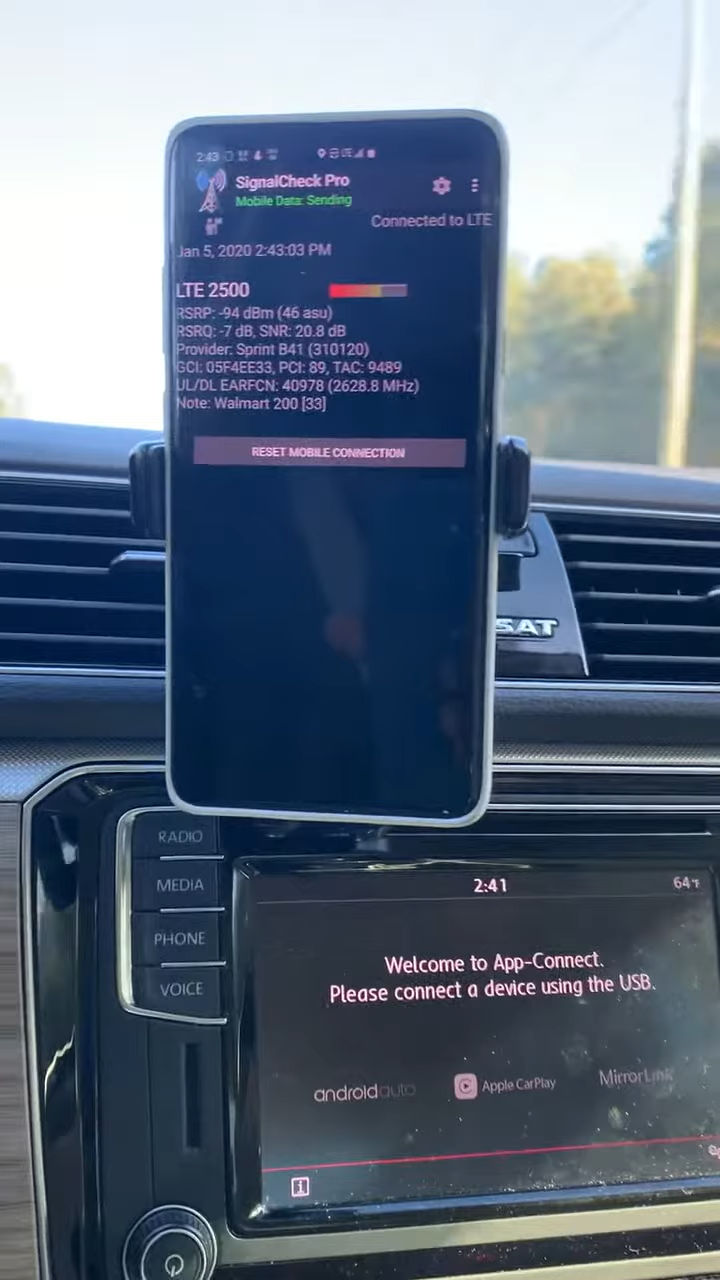 2:43
SignalCheck Pro
Mobile Data: Sending
Connected to LTE
Jan 5, 2020 2:43:03 PM
LTE 2500
RSRP: -94 dBm (46 asu)
RSRQ: -7 dB, SNR: 20.8 dB
Provider: Sprint B41 (310120)
GCI: 05F4EE33, PCI: 89, TAC: 9489
UL/DL EARFCN: 40978 (2628.8 MHz)
Note: Walmart 200 [33]
RESET MOBILE CONNECTION
SAT
RADIO
MEDIA
PHONE
VOICE
2:41
64°F
Welcome to App-Connect.
Please connect a device using the USB.
androidauto
Apple CarPlay
MirrorLink
i